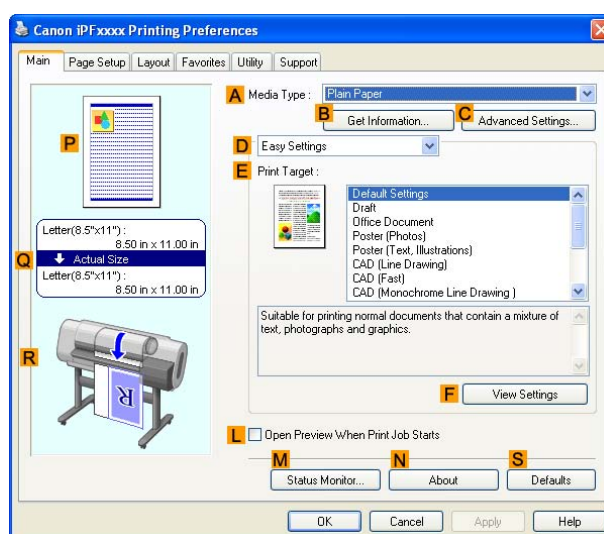 Canon iPFxxxx Printing Preferences
Main Page Setup Layout Favorites Utility Support
A Media Type : Plain Paper
B Get Information... C Advanced Settings...
D Easy Settings
E Print Target :
P
Default Settings
Draft
Office Document
Poster (Photos)
Poster (Text, Illustrations)
CAD (Line Drawing)
CAD (Fast)
CAD (Monochrome Line Drawing )
Letter(8.5"x11") :
8.50 in x 11.00 in
Q Actual Size
Letter(8.5"x11") :
8.50 in x 11.00 in
Suitable for printing normal documents that contain a mixture of
text, photographs and graphics.
R
R
F View Settings
L Open Preview When Print Job Starts
M Status Monitor... N About S Defaults
OK Cancel Apply Help